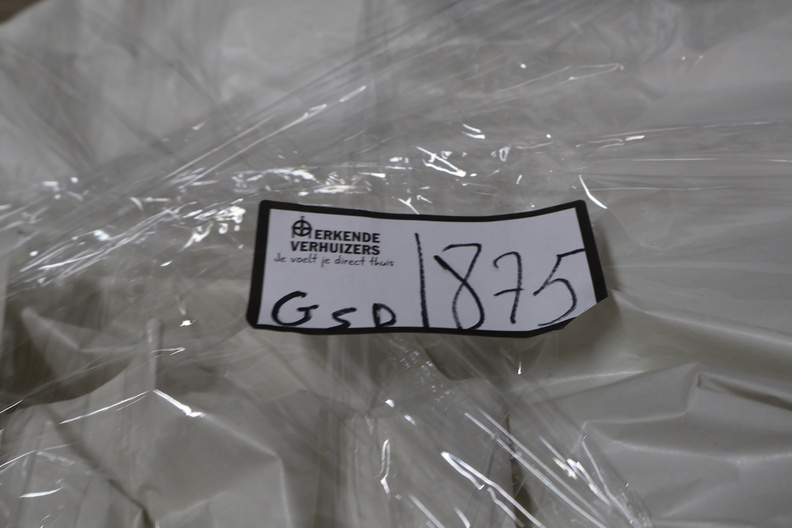 ERKENDE
VERHUIZERS
Je voelt je direct thuis
GSD 1875